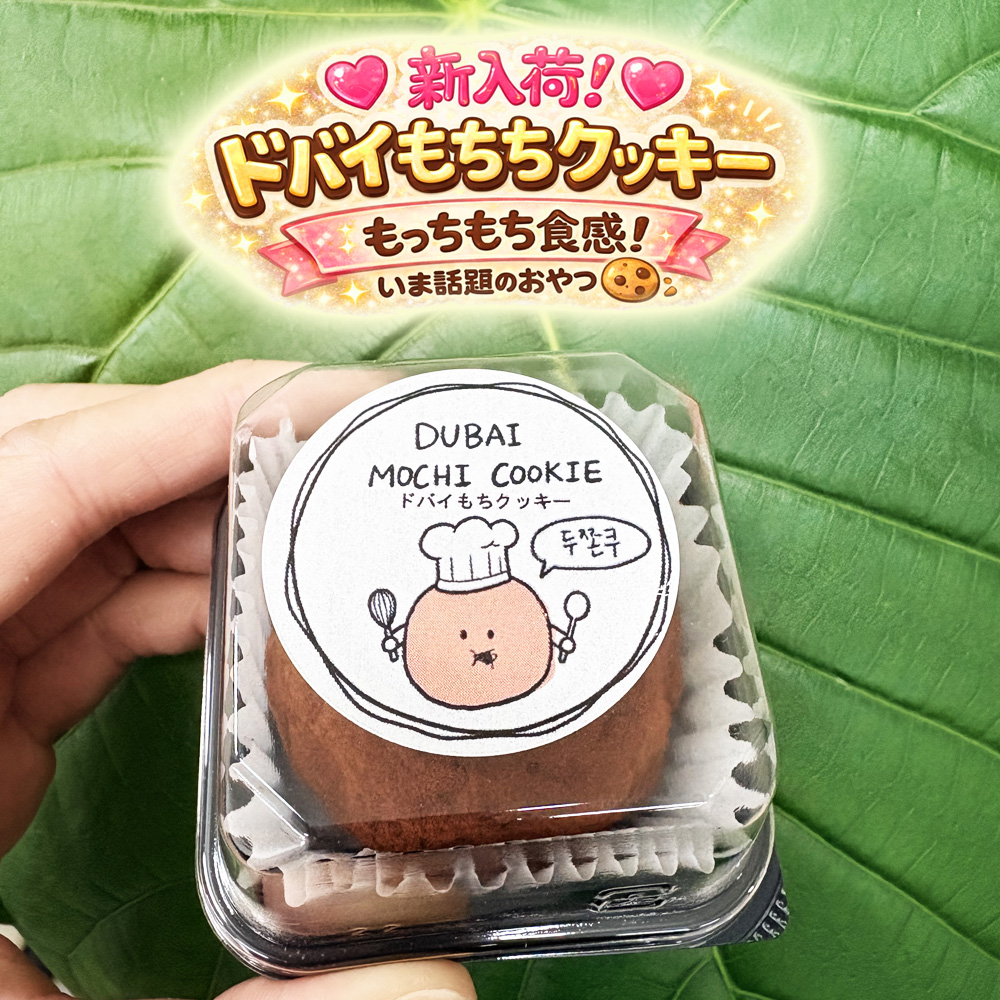 新入荷!
ドバイもちちクッキー
もっちもち食感!
いま話題のおやつ
DUBAI
MOCHI COOKIE
ドバイもちクッキー
두쫀쿠